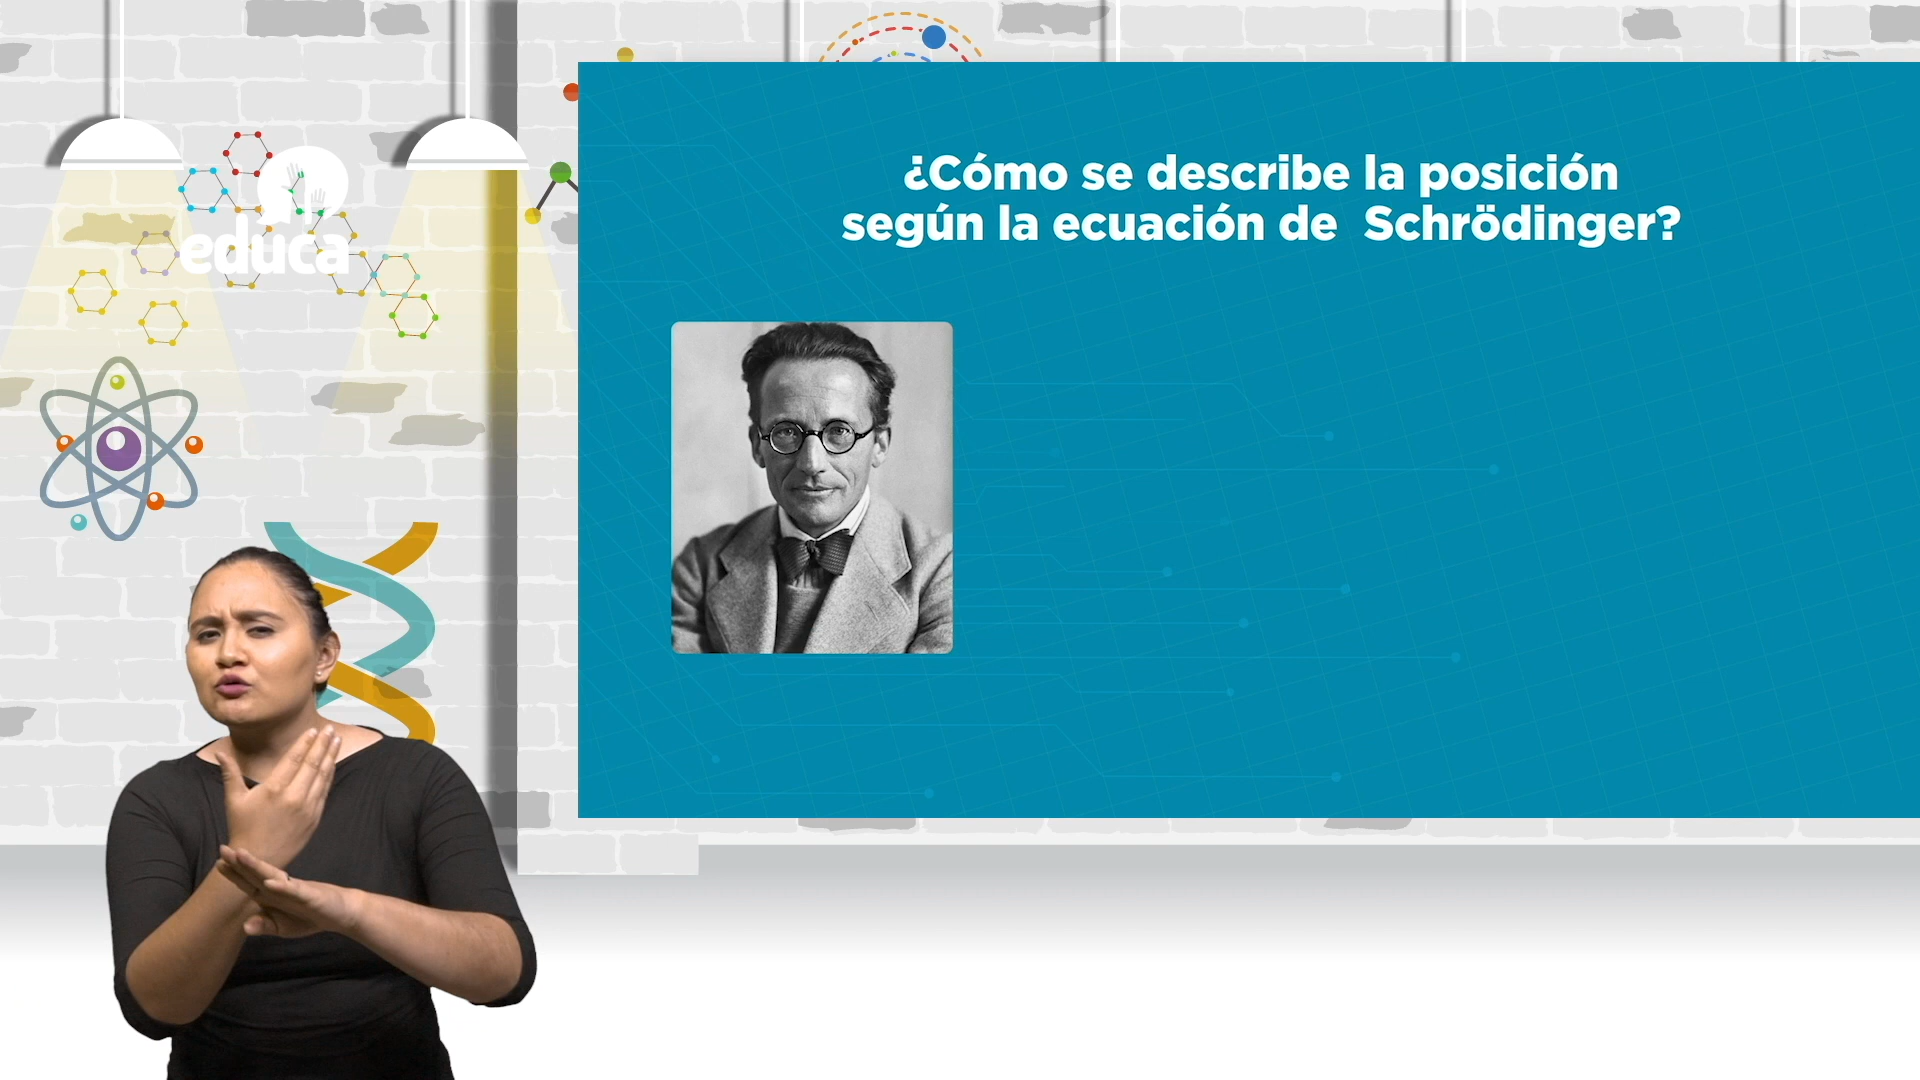 educa
¿Cómo se describe la posición
según la ecuación de  Schrödinger?